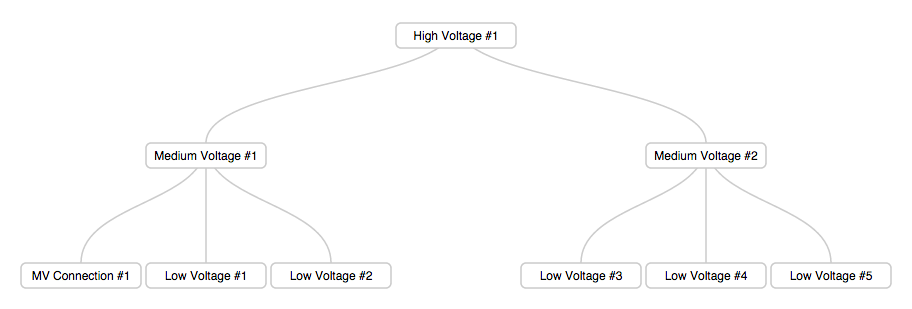 High Voltage #1
Medium Voltage #1
Medium Voltage #2
MV Connection #1
Low Voltage #1
Low Voltage #2
Low Voltage #3
Low Voltage #4
Low Voltage #5